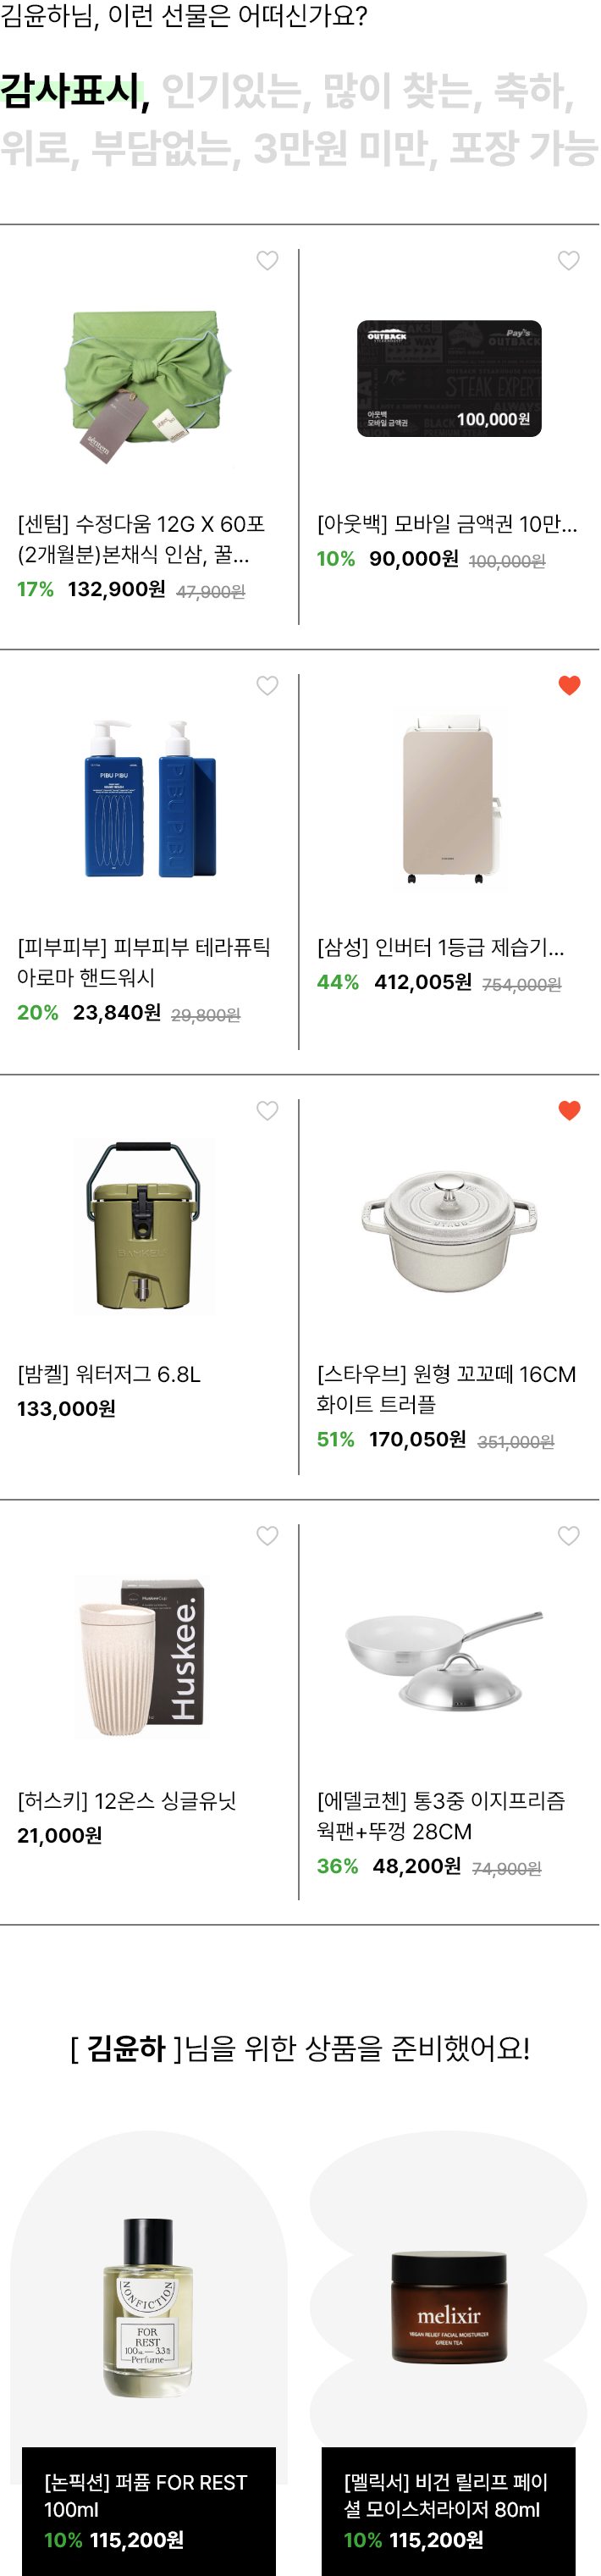 김윤하님, 이런 선물은 어떠신가요?
감사표시, 인기있는, 많이 찾는, 축하,
위로, 부담없는, 3만원 미만, 포장 가능
OUTBACK
Pay's
STEAK EXPERT
아웃백
모바일 금액권
100,000원
[센텀] 수정다움 12G X 60포
(2개월분)본채식 인삼, 꿀...
17% 132,900원 47,900원
[아웃백] 모바일 금액권 10만...
10% 90,000원 100,000원
PIBU PIBU
PIBU PIBU
[피부피부] 피부피부 테라퓨틱
아로마 핸드워시
20% 23,840원 29,800원
[삼성] 인버터 1등급 제습기...
44% 412,005원 754,000원
[밤켈] 워터저그 6.8L
133,000원
[스타우브] 원형 꼬꼬떼 16CM
화이트 트러플
51% 170,050원 351,000원
Huskee.
[허스키] 12온스 싱글유닛
21,000원
[에델코첸] 통3중 이지프리즘
웍팬+뚜껑 28CM
36% 48,200원 74,900원
[ 김윤하 ]님을 위한 상품을 준비했어요!
NONFICTION
FOR
REST
Perfume
melixir
VEGAN RELIEF FACIAL MOISTURIZER
GREEN TEA
[논픽션] 퍼퓸 FOR REST
100ml
10% 115,200원
[멜릭서] 비건 릴리프 페이
셜 모이스처라이저 80ml
10% 115,200원